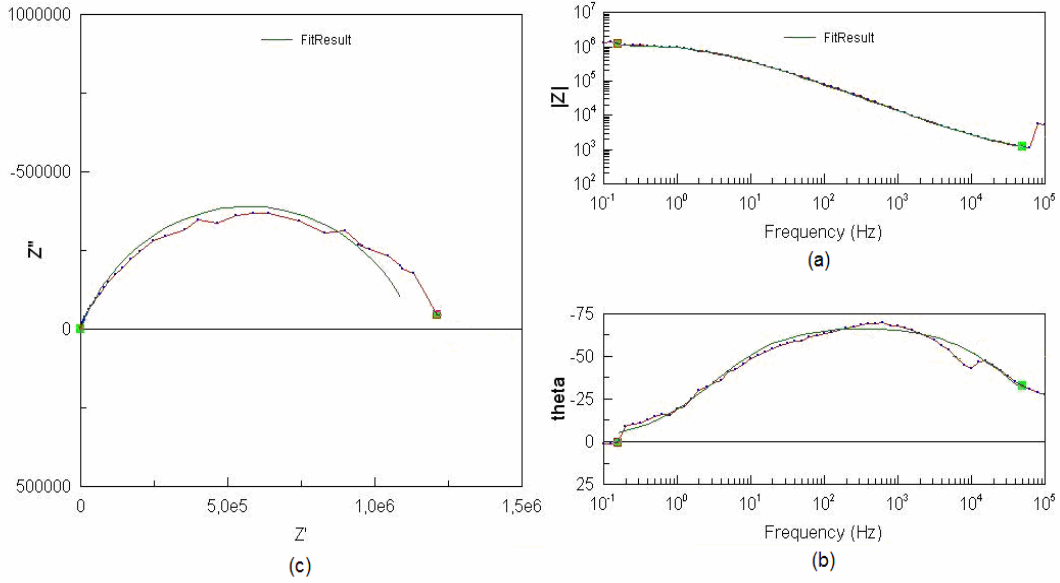 1000000
FitResult
-500000
Z"
0
500000
0
5,0e5
1,0e6
1,5e6
Z'
(c)
10^7
FitResult
10^6
|Z|
10^5
10^4
10^3
10^2
10^-1
10^0
10^1
10^2
10^3
10^4
10^5
Frequency (Hz)
(a)
-75
FitResult
-50
theta
-25
0
25
10^-1
10^0
10^1
10^2
10^3
10^4
10^5
Frequency (Hz)
(b)